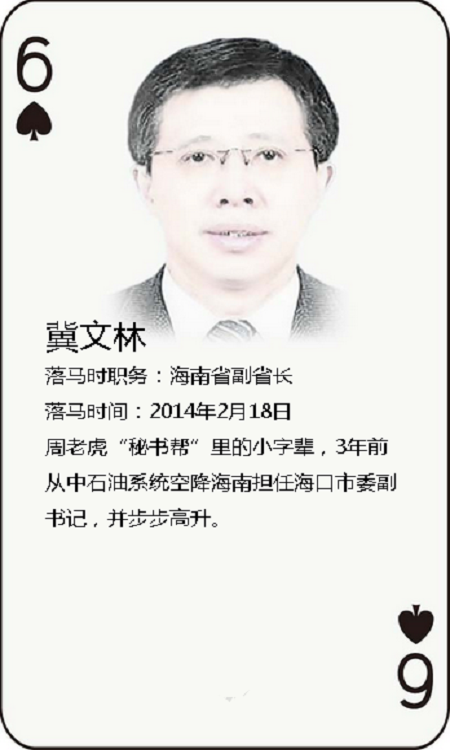 6
冀文林
落马时职务：海南省副省长
落马时间：2014年2月18日
周老虎“秘书帮”里的小字辈，3年前
从中石油系统空降海南担任海口市委副
书记，并步步高升。
6